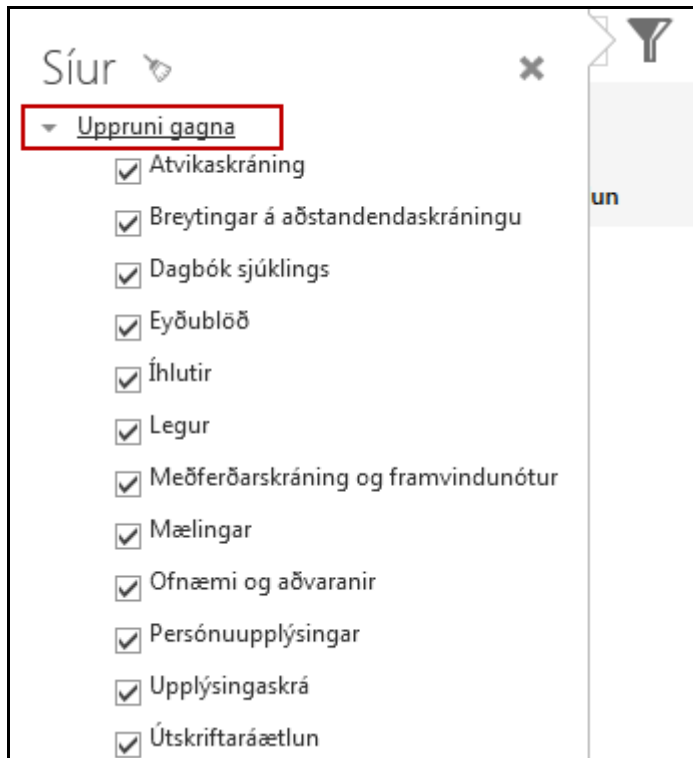 Síur
Uppruni gagna
Atvikaskráning
Breytingar á aðstandendaskráningu
Dagbók sjúklings
Eyðublöð
Íhlutir
Legur
Meðferðarskráning og framvindunótur
Mælingar
Ofnæmi og aðvaranir
Persónuupplýsingar
Upplýsingaskrá
Útskriftaráætlun
un